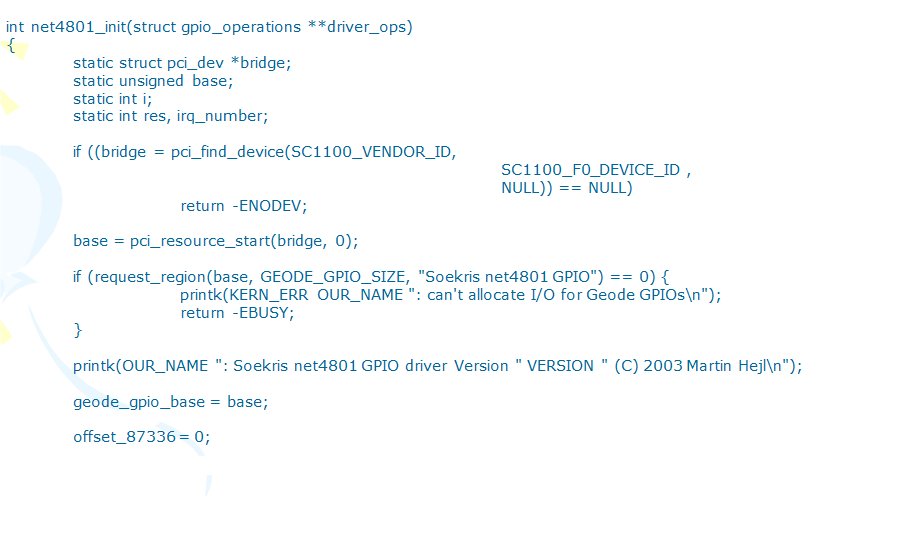 int net4801_init(struct gpio_operations **driver_ops)
{
static struct pci_dev *bridge;
static unsigned base;
static int i;
static int res, irq_number;
if ((bridge = pci_find_device(SC1100_VENDOR_ID,
SC1100_F0_DEVICE_ID ,
NULL)) == NULL)
return -ENODEV;
base = pci_resource_start(bridge, 0);
if (request_region(base, GEODE_GPIO_SIZE, "Soekris net4801 GPIO") == 0) {
printk(KERN_ERR OUR_NAME ": can't allocate I/O for Geode GPIOs\n");
return -EBUSY;
}
printk(OUR_NAME ": Soekris net4801 GPIO driver Version " VERSION " (C) 2003 Martin Hejl\n");
geode_gpio_base = base;
offset_87336 = 0;